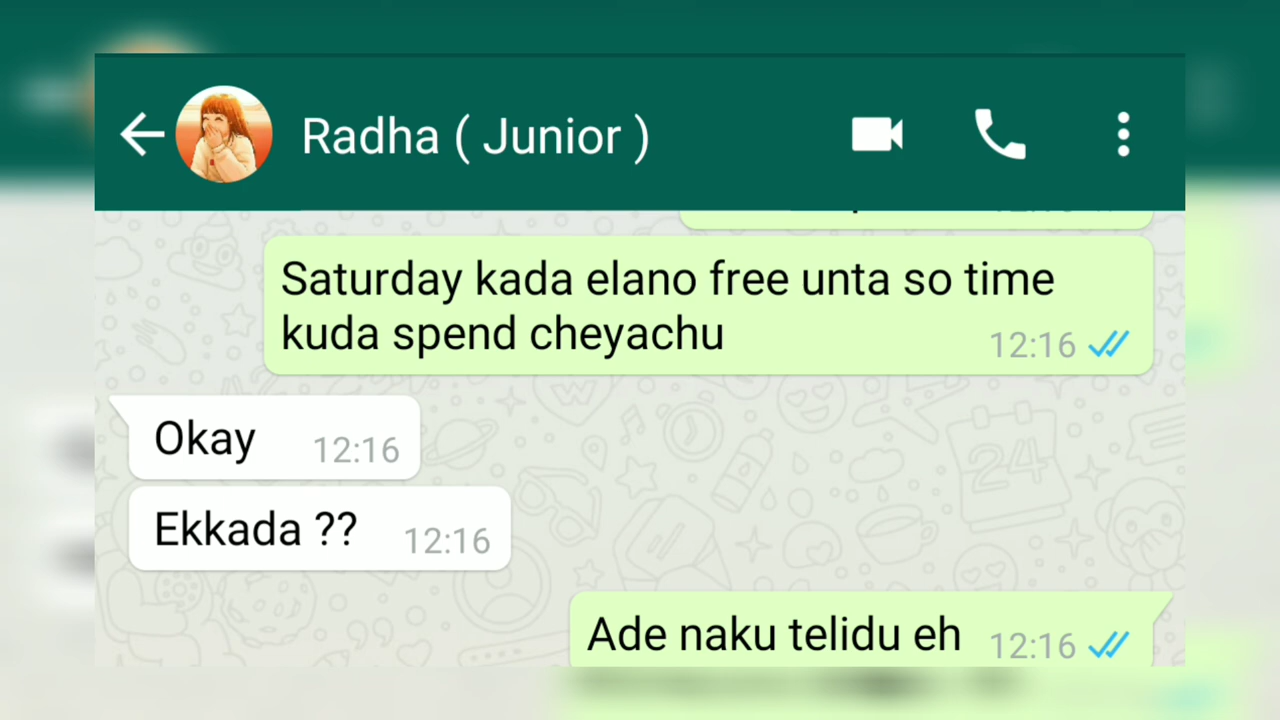 Radha ( Junior )
Saturday kada elano free unta so time
kuda spend cheyachu
12:16
Okay 12:16
Ekkada ?? 12:16
Ade naku telidu eh 12:16